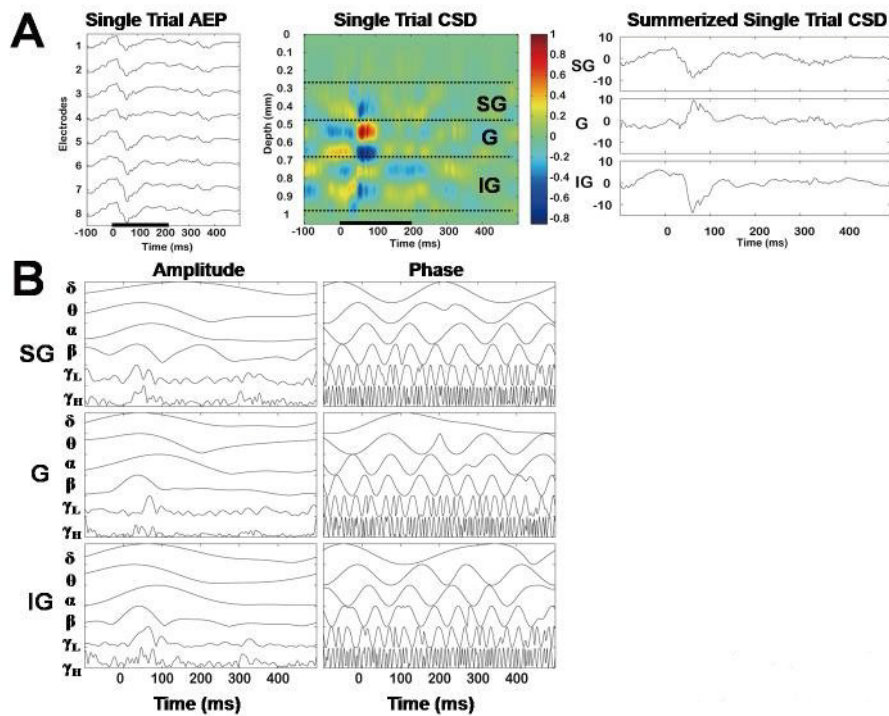 A
Single Trial AEP
Electrodes
1
2
3
4
5
6
7
8
-100 0 100 200 300 400
Time (ms)
Single Trial CSD
Depth (mm)
0
0.1
0.2
0.3
0.4
0.5
0.6
0.7
0.8
0.9
1
SG
G
IG
-100 0 100 200 300 400
Time (ms)
1
0.8
0.6
0.4
0.2
0
-0.2
-0.4
-0.6
-0.8
Summerized Single Trial CSD
SG
10
0
-10
G
10
0
-10
IG
10
0
-10
0 100 200 300 400
Time (ms)
B
Amplitude
Phase
SG
δ
θ
α
β
γL
γH
G
δ
θ
α
β
γL
γH
IG
δ
θ
α
β
γL
γH
0 100 200 300 400
Time (ms)
0 100 200 300 400
Time (ms)